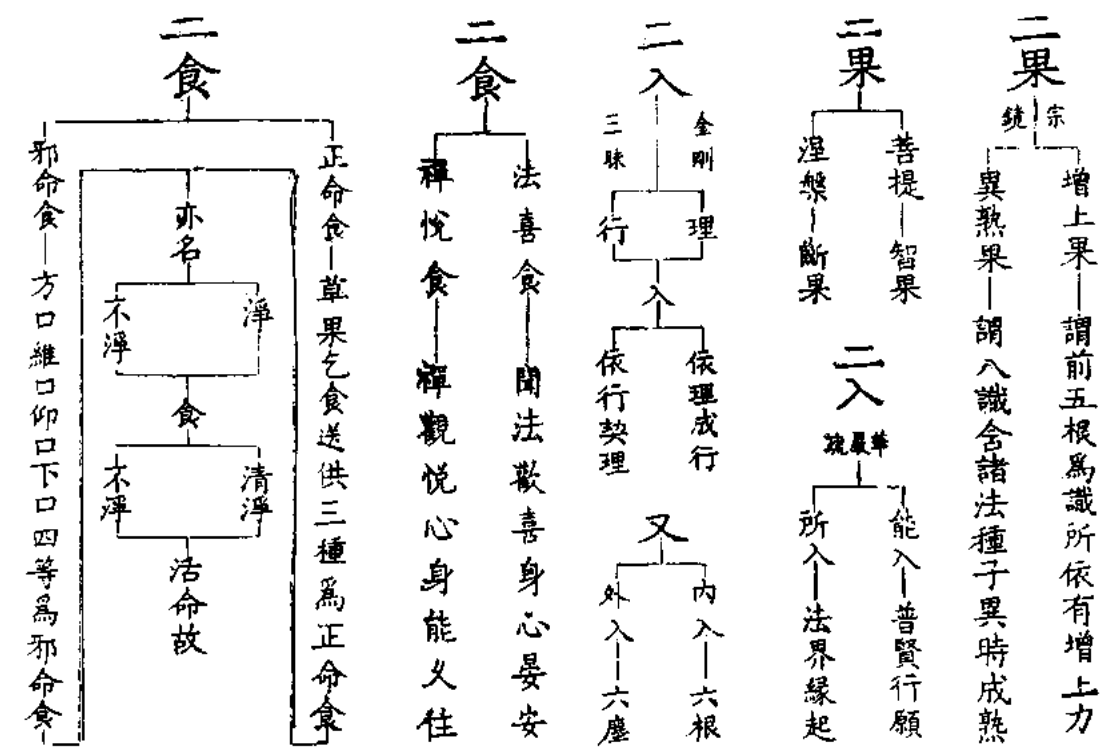 二果
宗鏡
增上果—謂前五根爲識所依有增上力
異熟果—謂八識含諸法種子異時成熟
二果
菩提—智果
涅槃—斷果
二入
華嚴疏
能入—普賢行願
所入—法界緣起
二入
金剛三昧
理
行
入
依理成行
依行契理
又
內入—六根
外入—六塵
二食
法喜食—聞法歡喜身心晏安
禪悅食—禪觀悅心身能久住
二食
正命食—草果乞食送供三種爲正命食
亦名
淨
不淨
食
清淨
不淨
活命故
邪命食—方口維口仰口下口四等爲邪命食